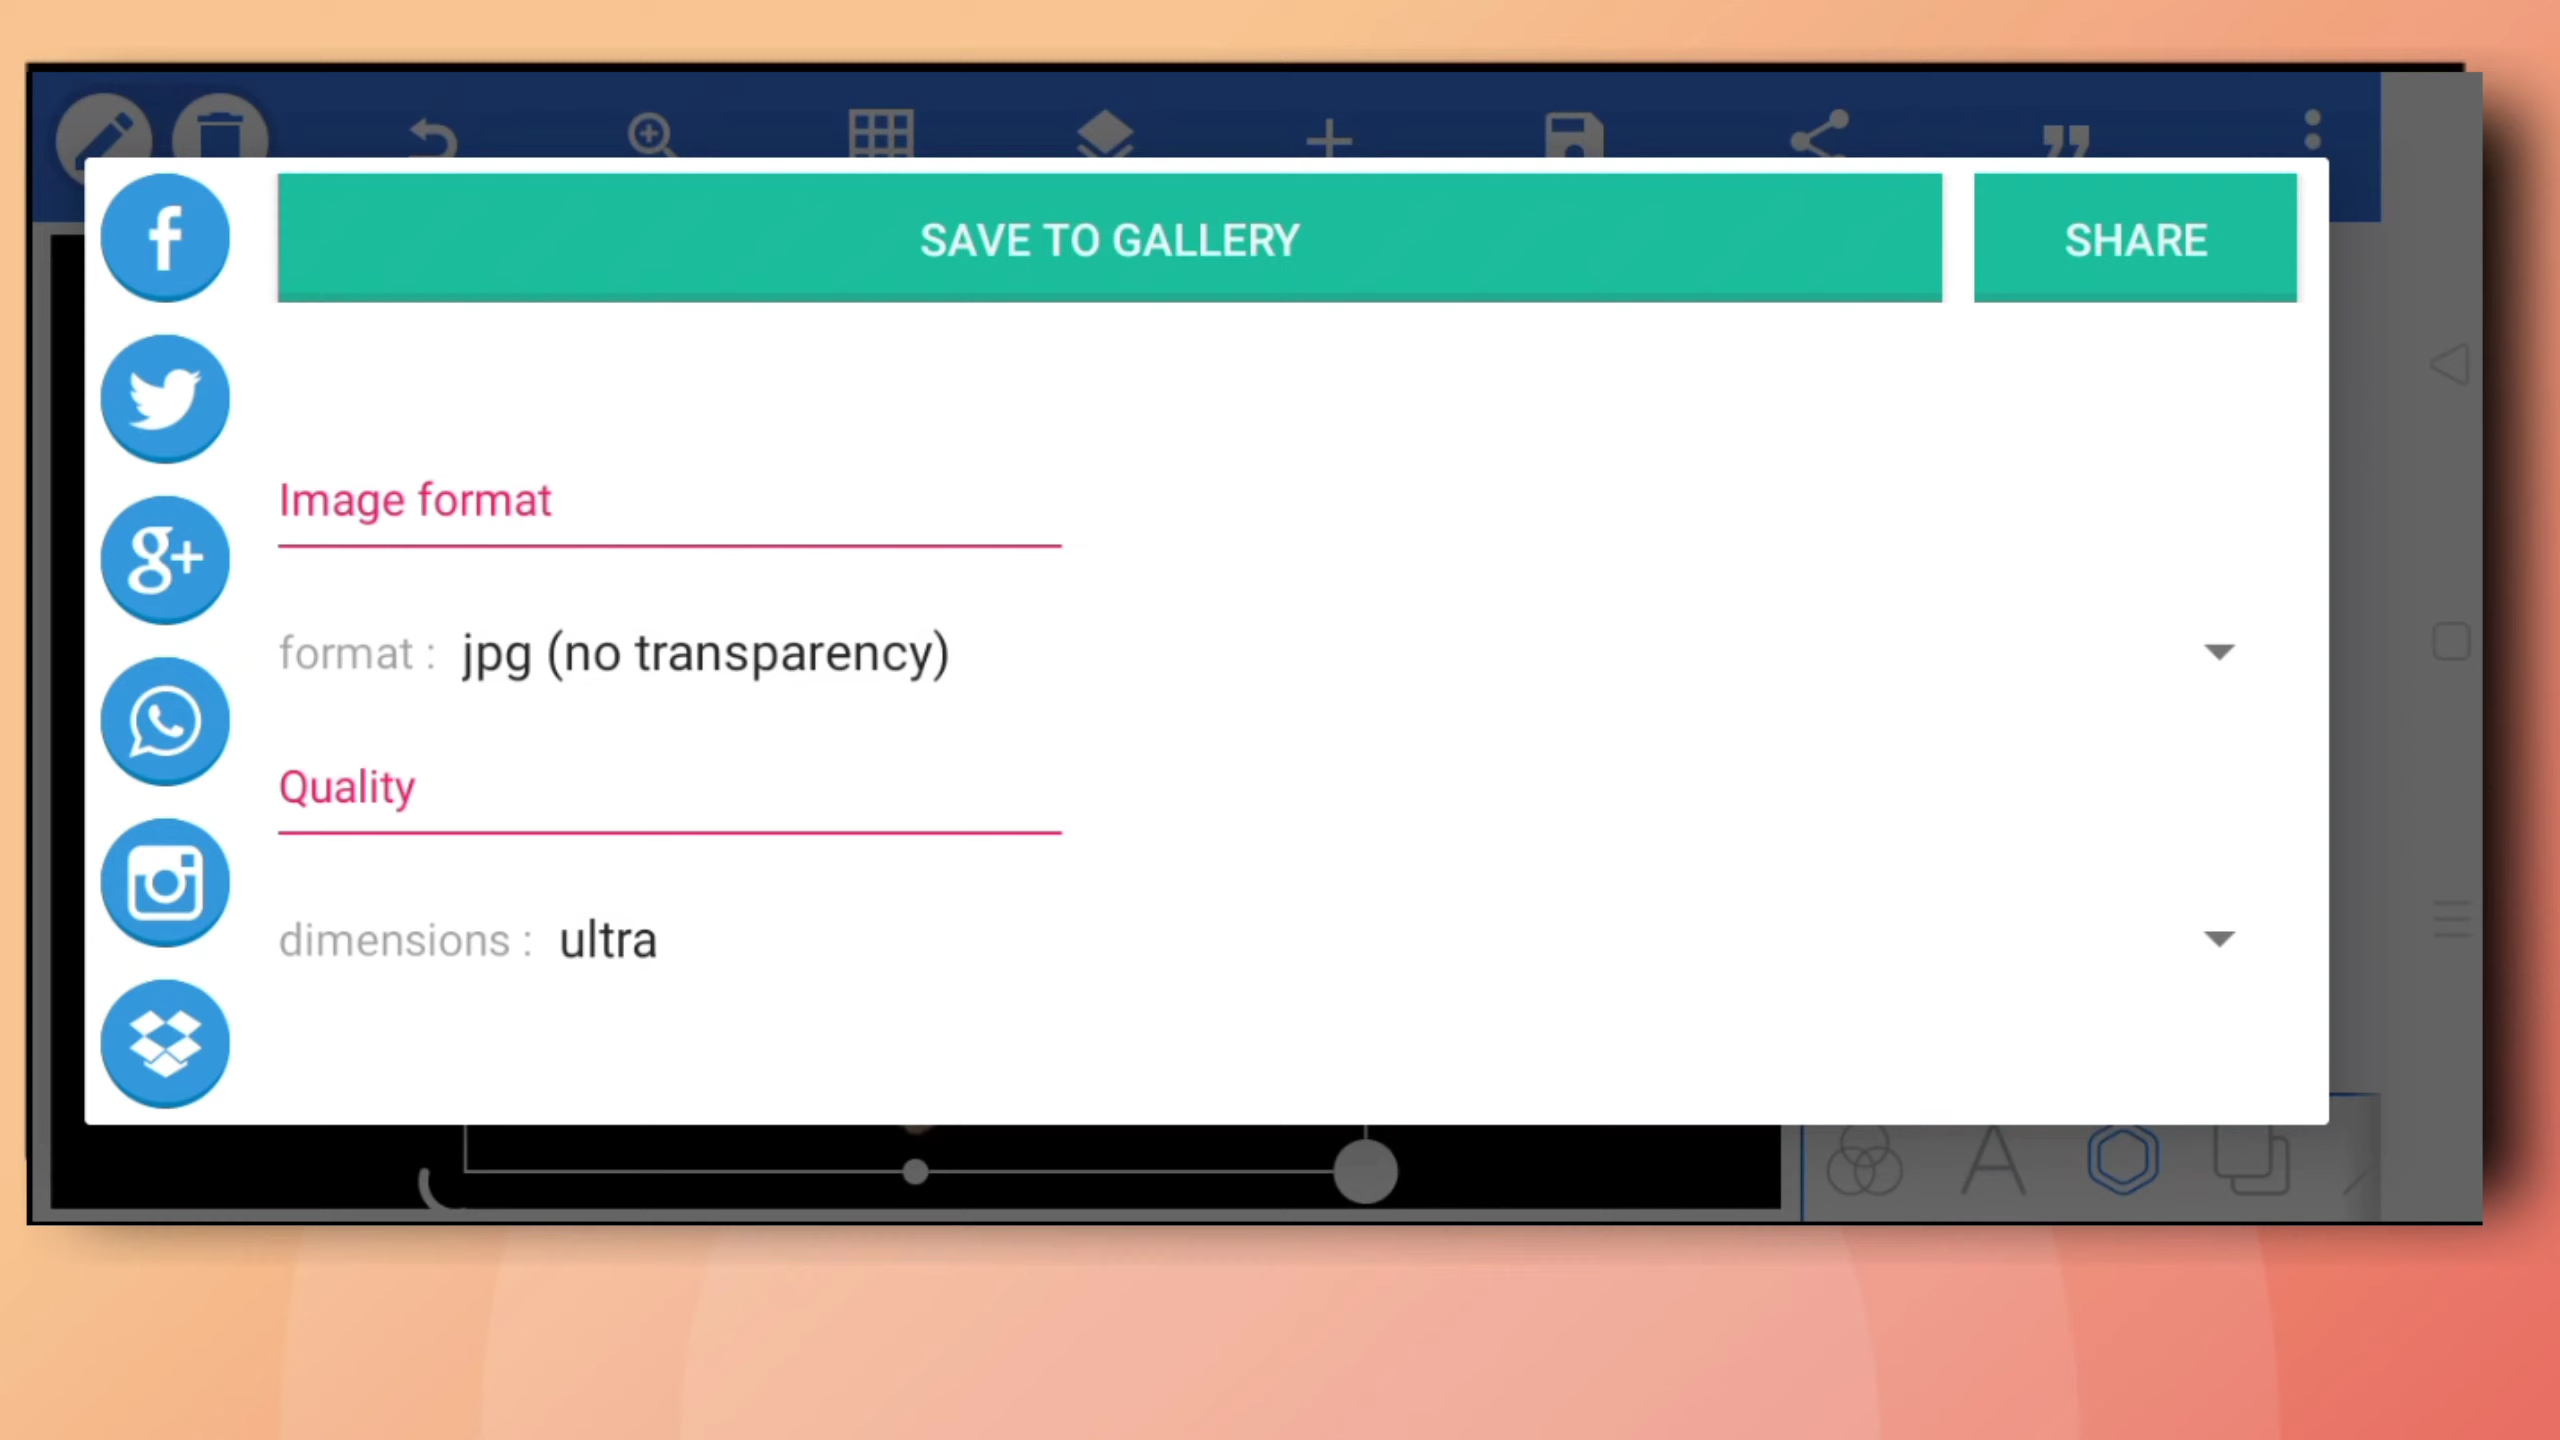 SAVE TO GALLERY
SHARE
Image format
format : jpg (no transparency)
Quality
dimensions : ultra